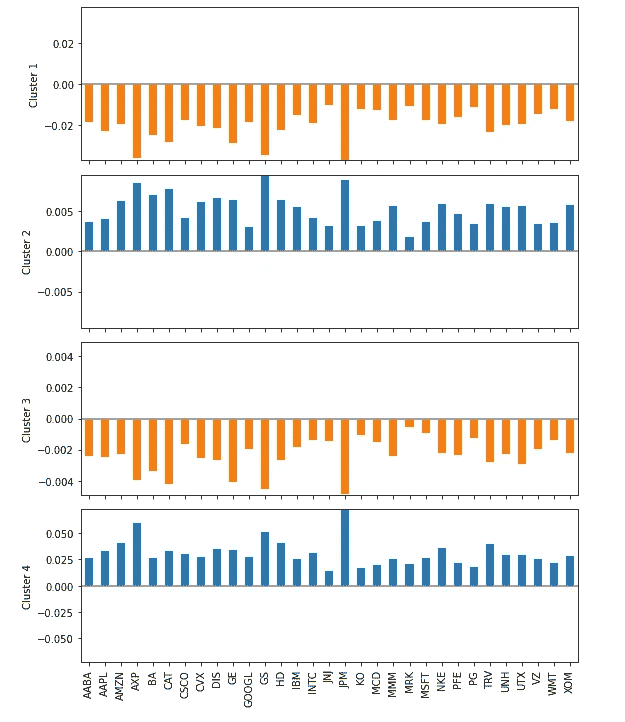 0.02
0.00
−0.02
Cluster 1
0.005
0.000
−0.005
Cluster 2
0.004
0.002
0.000
−0.002
−0.004
Cluster 3
0.050
0.025
0.000
−0.025
−0.050
Cluster 4
AABA
AAPL
AMZN
AXP
BA
CAT
CSCO
CVX
DIS
GE
GOOGL
GS
HD
IBM
INTC
JNJ
JPM
KO
MCD
MMM
MRK
MSFT
NKE
PFE
PG
TRV
UNH
UTX
VZ
WMT
XOM